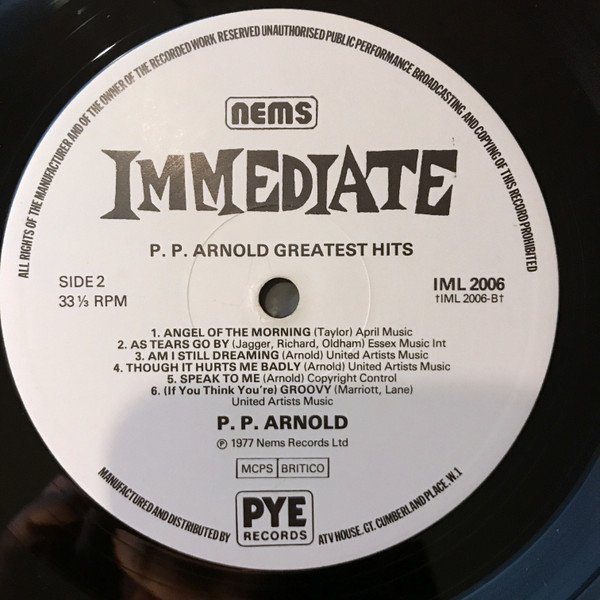 ALL RIGHTS OF THE MANUFACTURER AND OF THE OWNER OF THE RECORDED WORK RESERVED UNAUTHORISED PUBLIC PERFORMANCE BROADCASTING AND COPYING OF THIS RECORD PROHIBITED
nems
IMMEDIATE
P. P. ARNOLD GREATEST HITS
SIDE 2 IML 2006
33 ⅓ RPM †IML 2006-B†
1. ANGEL OF THE MORNING (Taylor) April Music
2. AS TEARS GO BY (Jagger, Richard, Oldham) Essex Music Int
3. AM I STILL DREAMING (Arnold) United Artists Music
4. THOUGH IT HURTS ME BADLY (Arnold) United Artists Music
5. SPEAK TO ME (Arnold) Copyright Control
6. (If You Think You're) GROOVY (Marriott, Lane)
United Artists Music
P. P. ARNOLD
℗ 1977 Nems Records Ltd
MCPS BRITICO
PYE
RECORDS
MANUFACTURED AND DISTRIBUTED BY ATV HOUSE. GT. CUMBERLAND PLACE. W.1